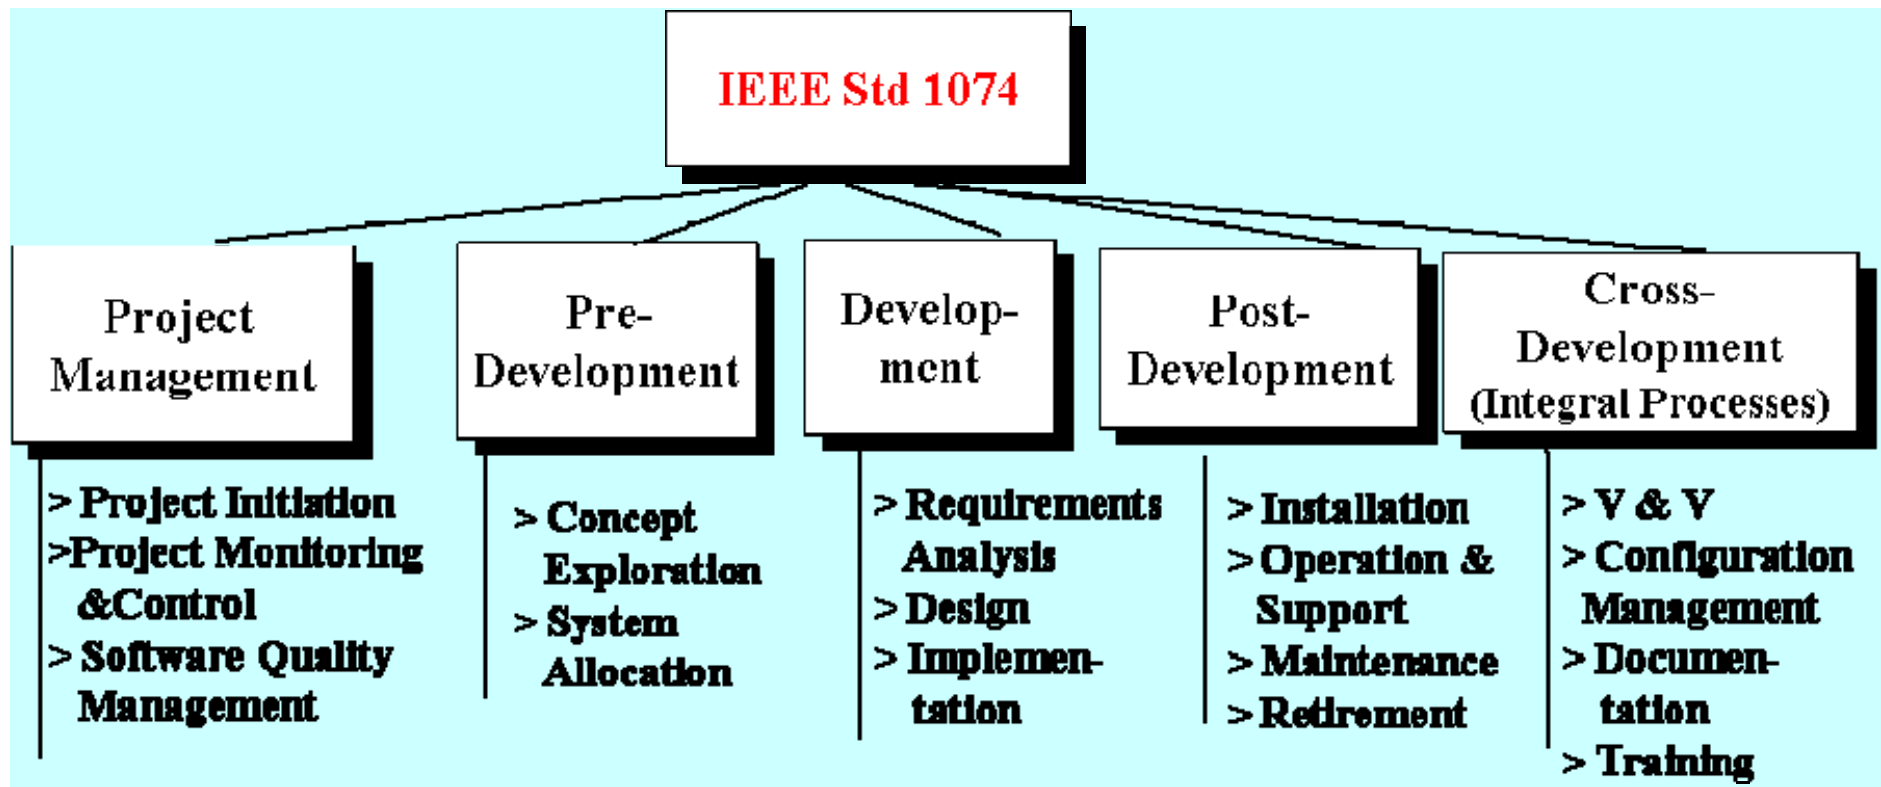 IEEE Std 1074
Project
Management
> Project Initiation
>Project Monitoring
&Control
> Software Quality
Management
Pre-
Development
> Concept
Exploration
> System
Allocation
Develop-
ment
> Requirements
Analysis
> Design
> Implemen-
tation
Post-
Development
> Installation
> Operation &
Support
> Maintenance
> Retirement
Cross-
Development
(Integral Processes)
> V & V
> Configuration
Management
> Documen-
tation
> Training